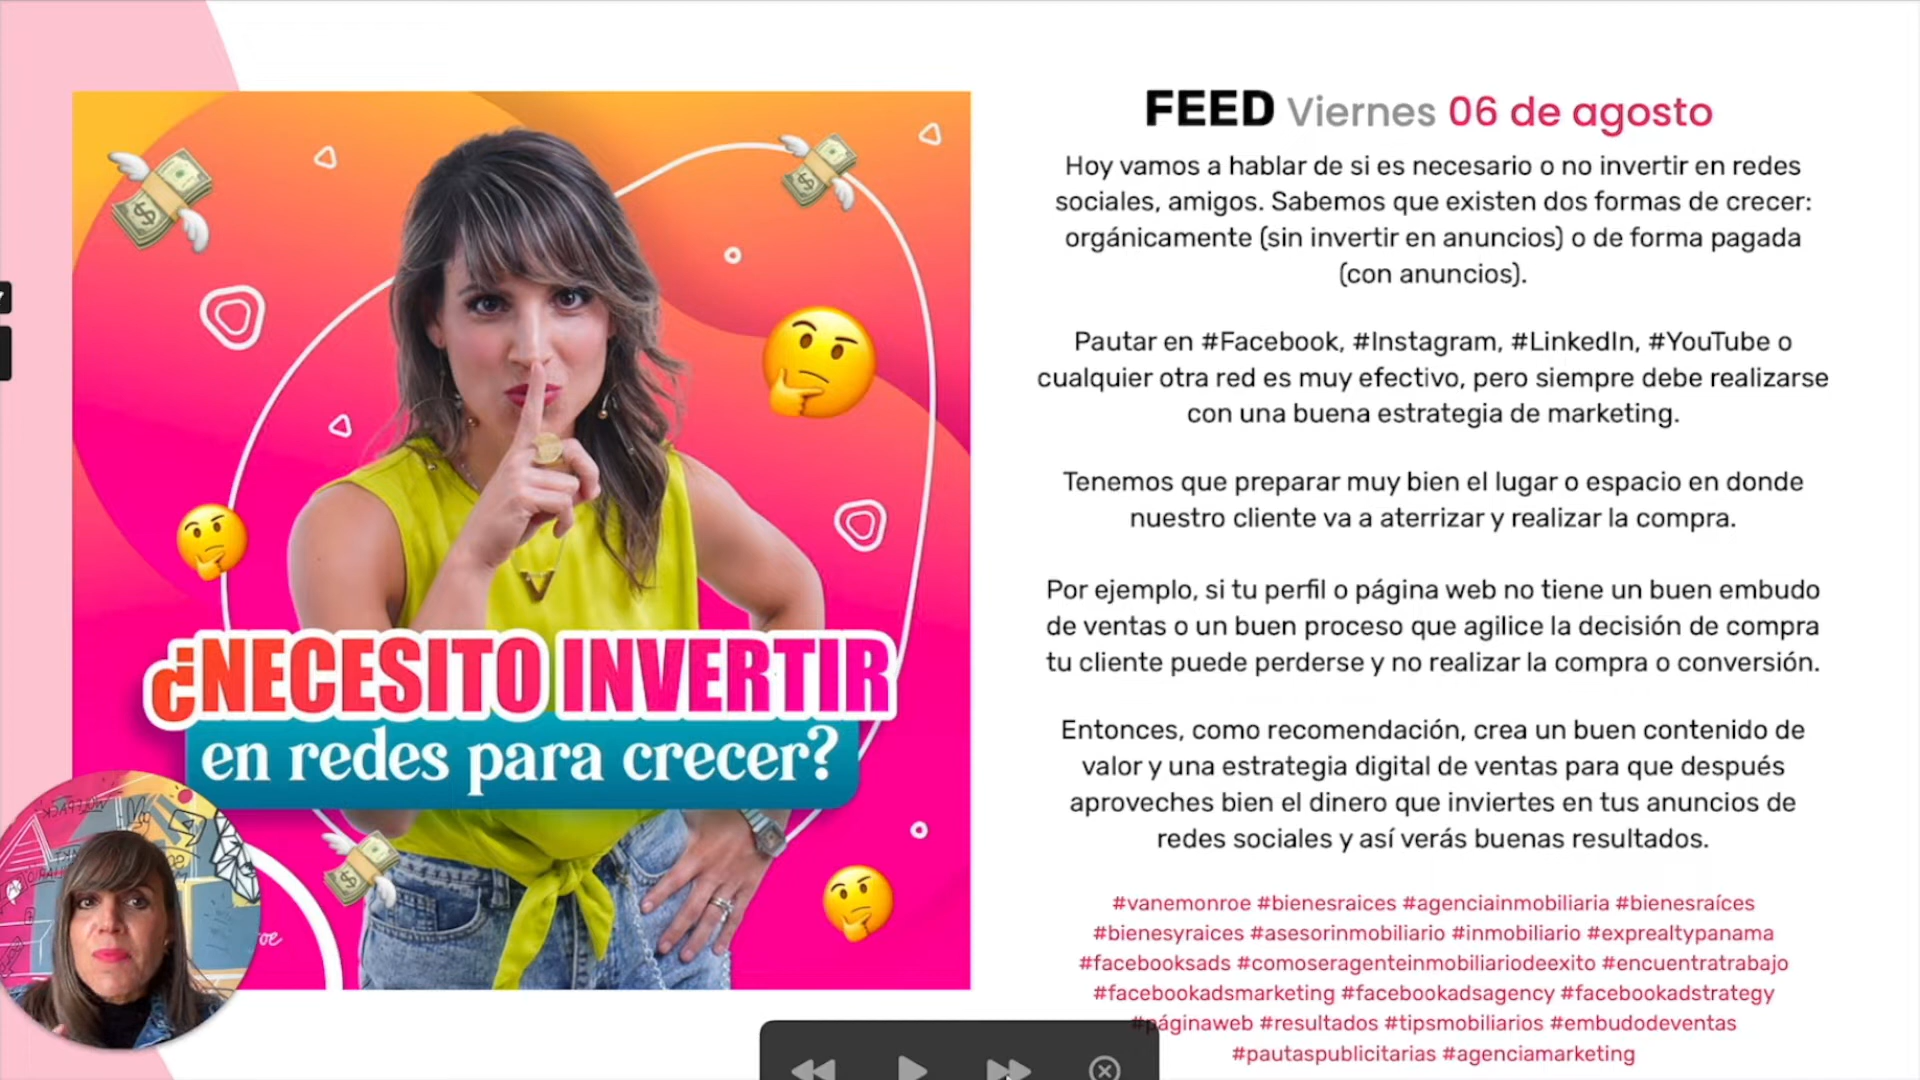 ¿NECESITO INVERTIR
en redes para crecer?
FEED Viernes 06 de agosto
Hoy vamos a hablar de si es necesario o no invertir en redes
sociales, amigos. Sabemos que existen dos formas de crecer:
orgánicamente (sin invertir en anuncios) o de forma pagada
(con anuncios).
Pautar en #Facebook, #Instagram, #LinkedIn, #YouTube o
cualquier otra red es muy efectivo, pero siempre debe realizarse
con una buena estrategia de marketing.
Tenemos que preparar muy bien el lugar o espacio en donde
nuestro cliente va a aterrizar y realizar la compra.
Por ejemplo, si tu perfil o página web no tiene un buen embudo
de ventas o un buen proceso que agilice la decisión de compra
tu cliente puede perderse y no realizar la compra o conversión.
Entonces, como recomendación, crea un buen contenido de
valor y una estrategia digital de ventas para que después
aproveches bien el dinero que inviertes en tus anuncios de
redes sociales y así verás buenas resultados.
#vanemonroe #bienesraices #agenciainmobiliaria #bienesraíces
#bienesyraices #asesorinmobiliario #inmobiliario #exprealtypanama
#facebooksads #comoseragenteinmobiliariodeexito #encuentratrabajo
#facebookadsmarketing #facebookadsagency #facebookadstrategy
#páginaweb #resultados #tipsmobiliarios #embudodeventas
#pautaspublicitarias #agenciamarketing